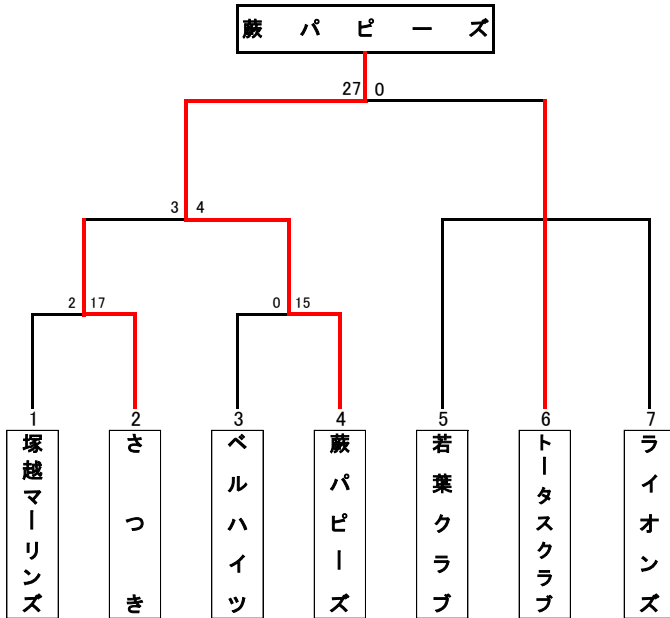 蕨パピーズ
27 0
3 4
2 17
0 15
1 2 3 4 5 6 7
塚越マーリンズ
さつき
ベルハイツ
蕨パピーズ
若葉クラブ
トータスクラブ
ライオンズ